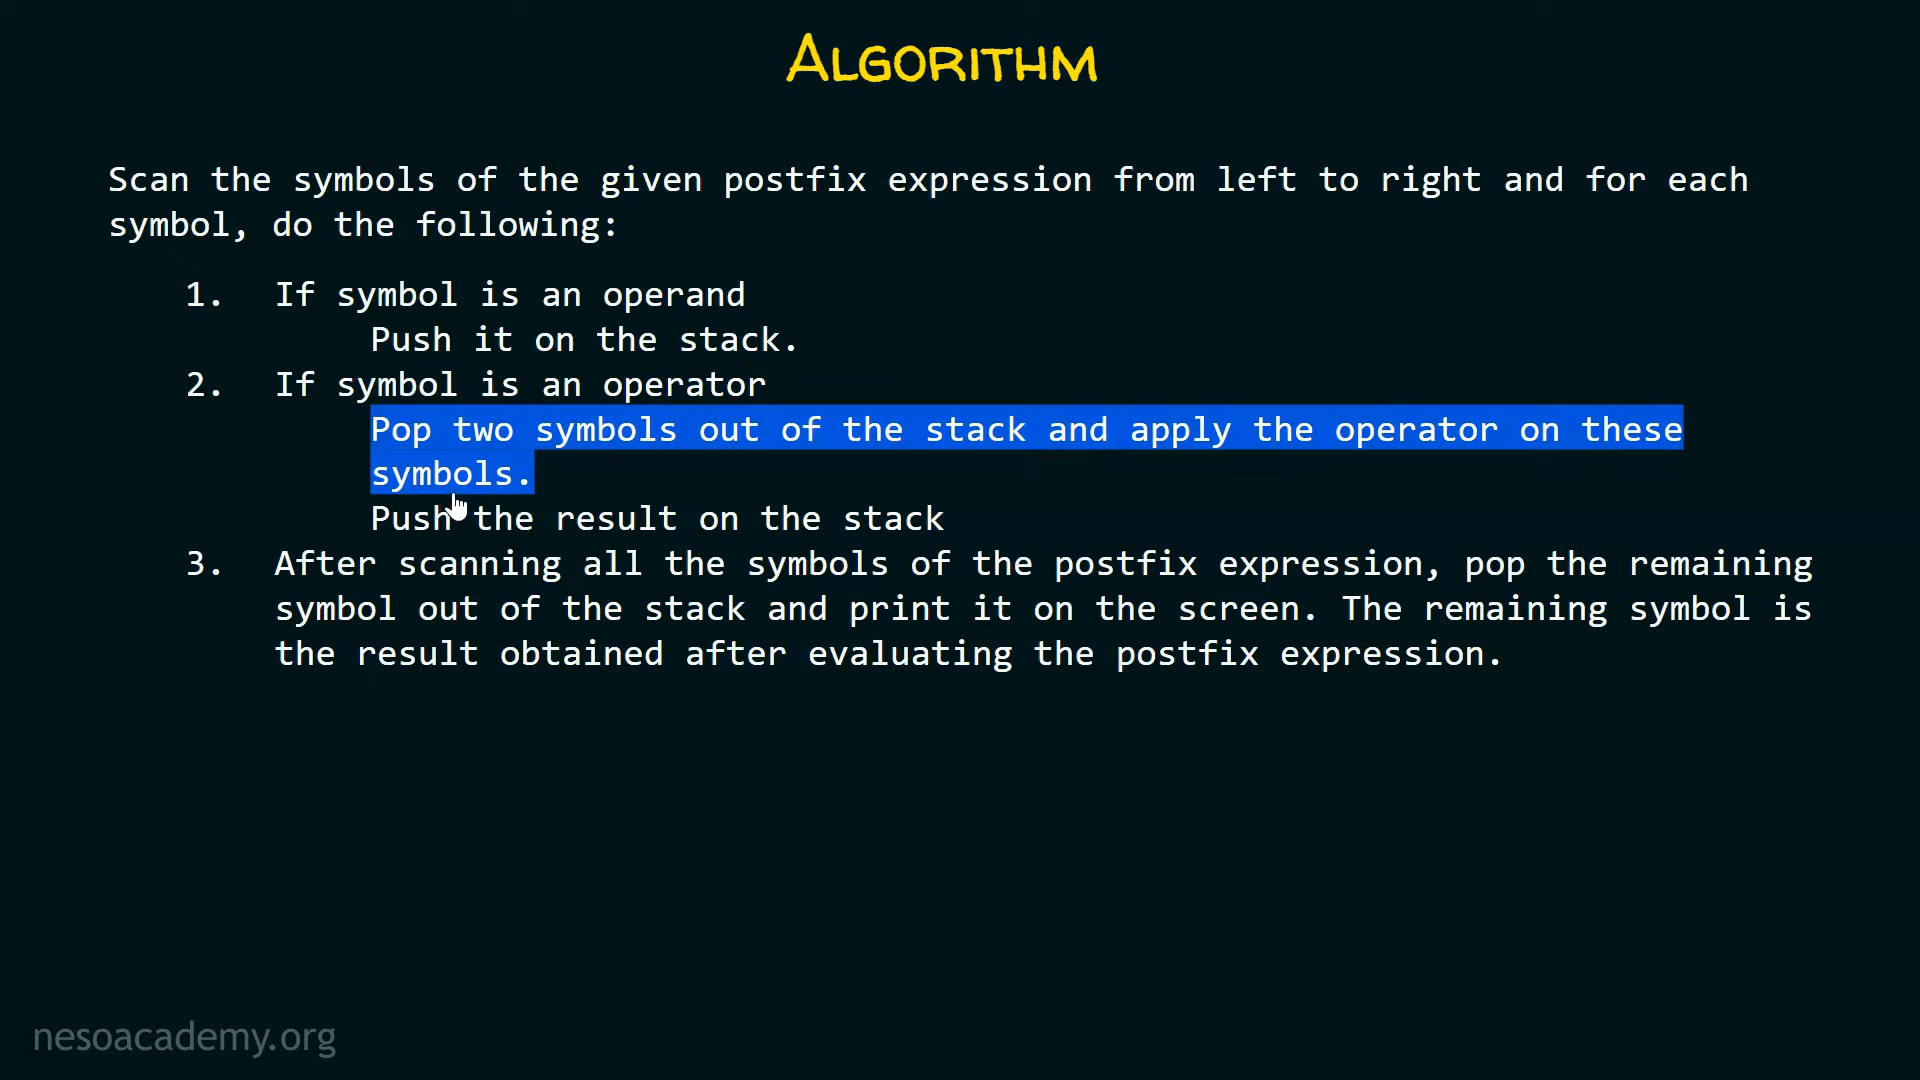 ALGORITHM
Scan the symbols of the given postfix expression from left to right and for each
symbol, do the following:
1. If symbol is an operand
Push it on the stack.
2. If symbol is an operator
Pop two symbols out of the stack and apply the operator on these
symbols.
Push the result on the stack
3. After scanning all the symbols of the postfix expression, pop the remaining
symbol out of the stack and print it on the screen. The remaining symbol is
the result obtained after evaluating the postfix expression.
nesoacademy.org